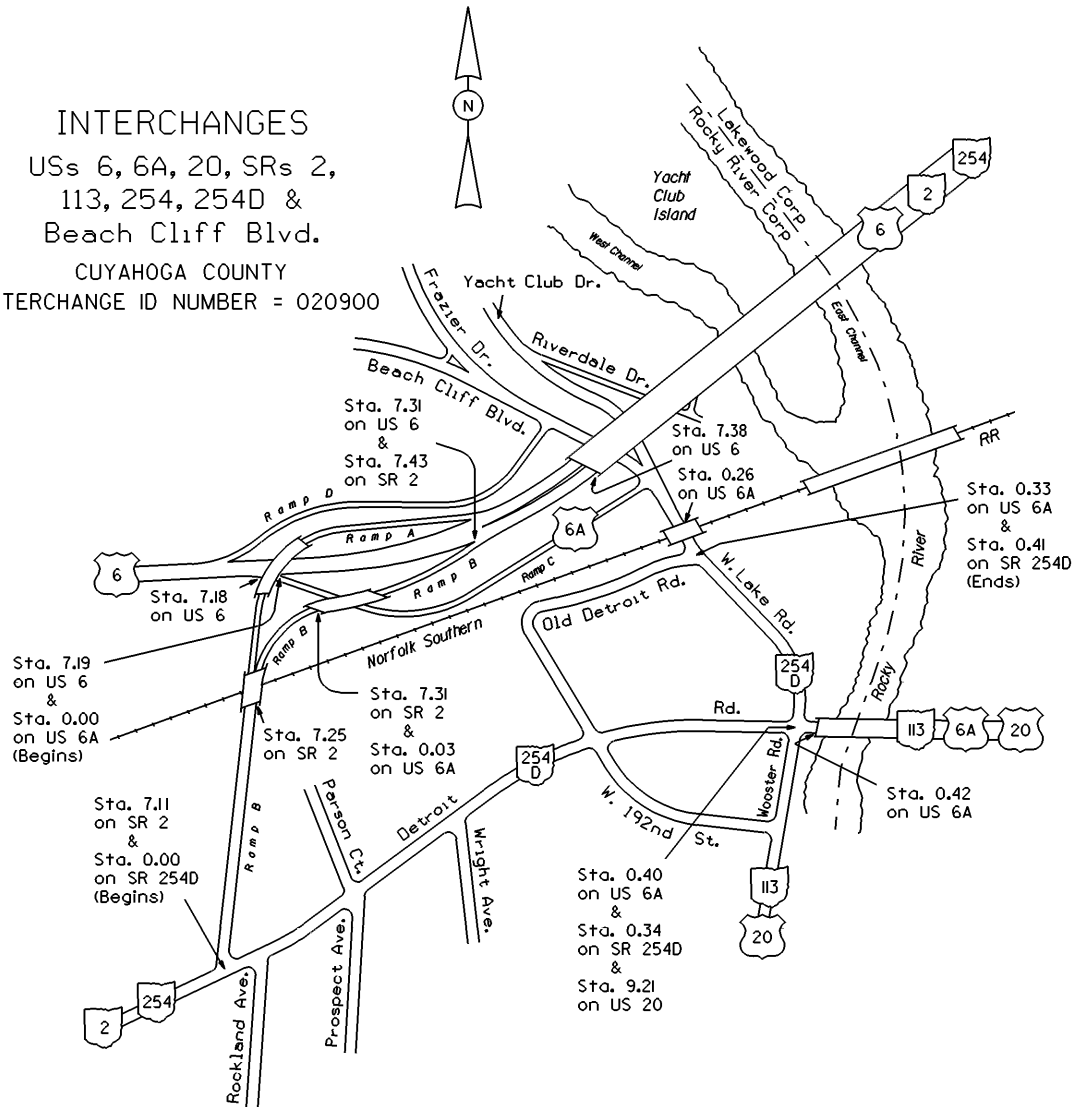 INTERCHANGES
USs 6, 6A, 20, SRs 2,
113, 254, 254D &
Beach Cliff Blvd.
CUYAHOGA COUNTY
TERCHANGE ID NUMBER = 020900
N
Lakewood Corp
Rocky River Corp
254
2
6
Yacht
Club
Island
West Channel
East Channel
Yacht Club Dr.
Frazier Dr.
Riverdale Dr.
Beach Cliff Blvd.
Sta. 7.31
on US 6
&
Sta. 7.43
on SR 2
Sta. 7.38
on US 6
Sta. 0.26
on US 6A
RR
Sta. 0.33
on US 6A
&
Sta. 0.41
on SR 254D
(Ends)
Ramp D
Ramp A
6A
6
Ramp B
Ramp C
Sta. 7.18
on US 6
W. Lake Rd.
River
Old Detroit Rd.
Ramp B
Norfolk Southern
Sta. 7.19
on US 6
&
Sta. 0.00
on US 6A
(Begins)
Sta. 7.31
on SR 2
&
Sta. 0.03
on US 6A
Sta. 7.25
on SR 2
254
D
Rocky
Rd.
113
6A
20
254
D
Wooster Rd.
Sta. 0.42
on US 6A
Sta. 7.11
on SR 2
&
Sta. 0.00
on SR 254D
(Begins)
Ramp B
Parson Ct.
Detroit
Wright Ave.
W. 192nd St.
Sta. 0.40
on US 6A
&
Sta. 0.34
on SR 254D
&
Sta. 9.21
on US 20
113
20
Prospect Ave.
Rockland Ave.
254
2